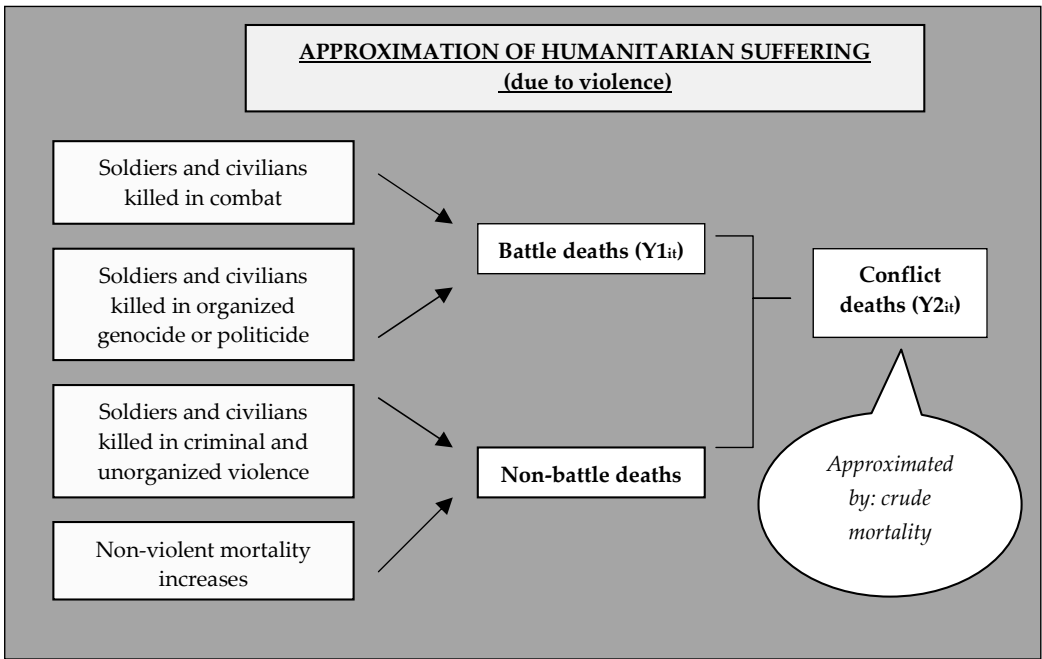 APPROXIMATION OF HUMANITARIAN SUFFERING
(due to violence)
Soldiers and civilians
killed in combat
Soldiers and civilians
killed in organized
genocide or politicide
Soldiers and civilians
killed in criminal and
unorganized violence
Non-violent mortality
increases
Battle deaths (Y1it)
Non-battle deaths
Conflict
deaths (Y2it)
Approximated
by: crude
mortality